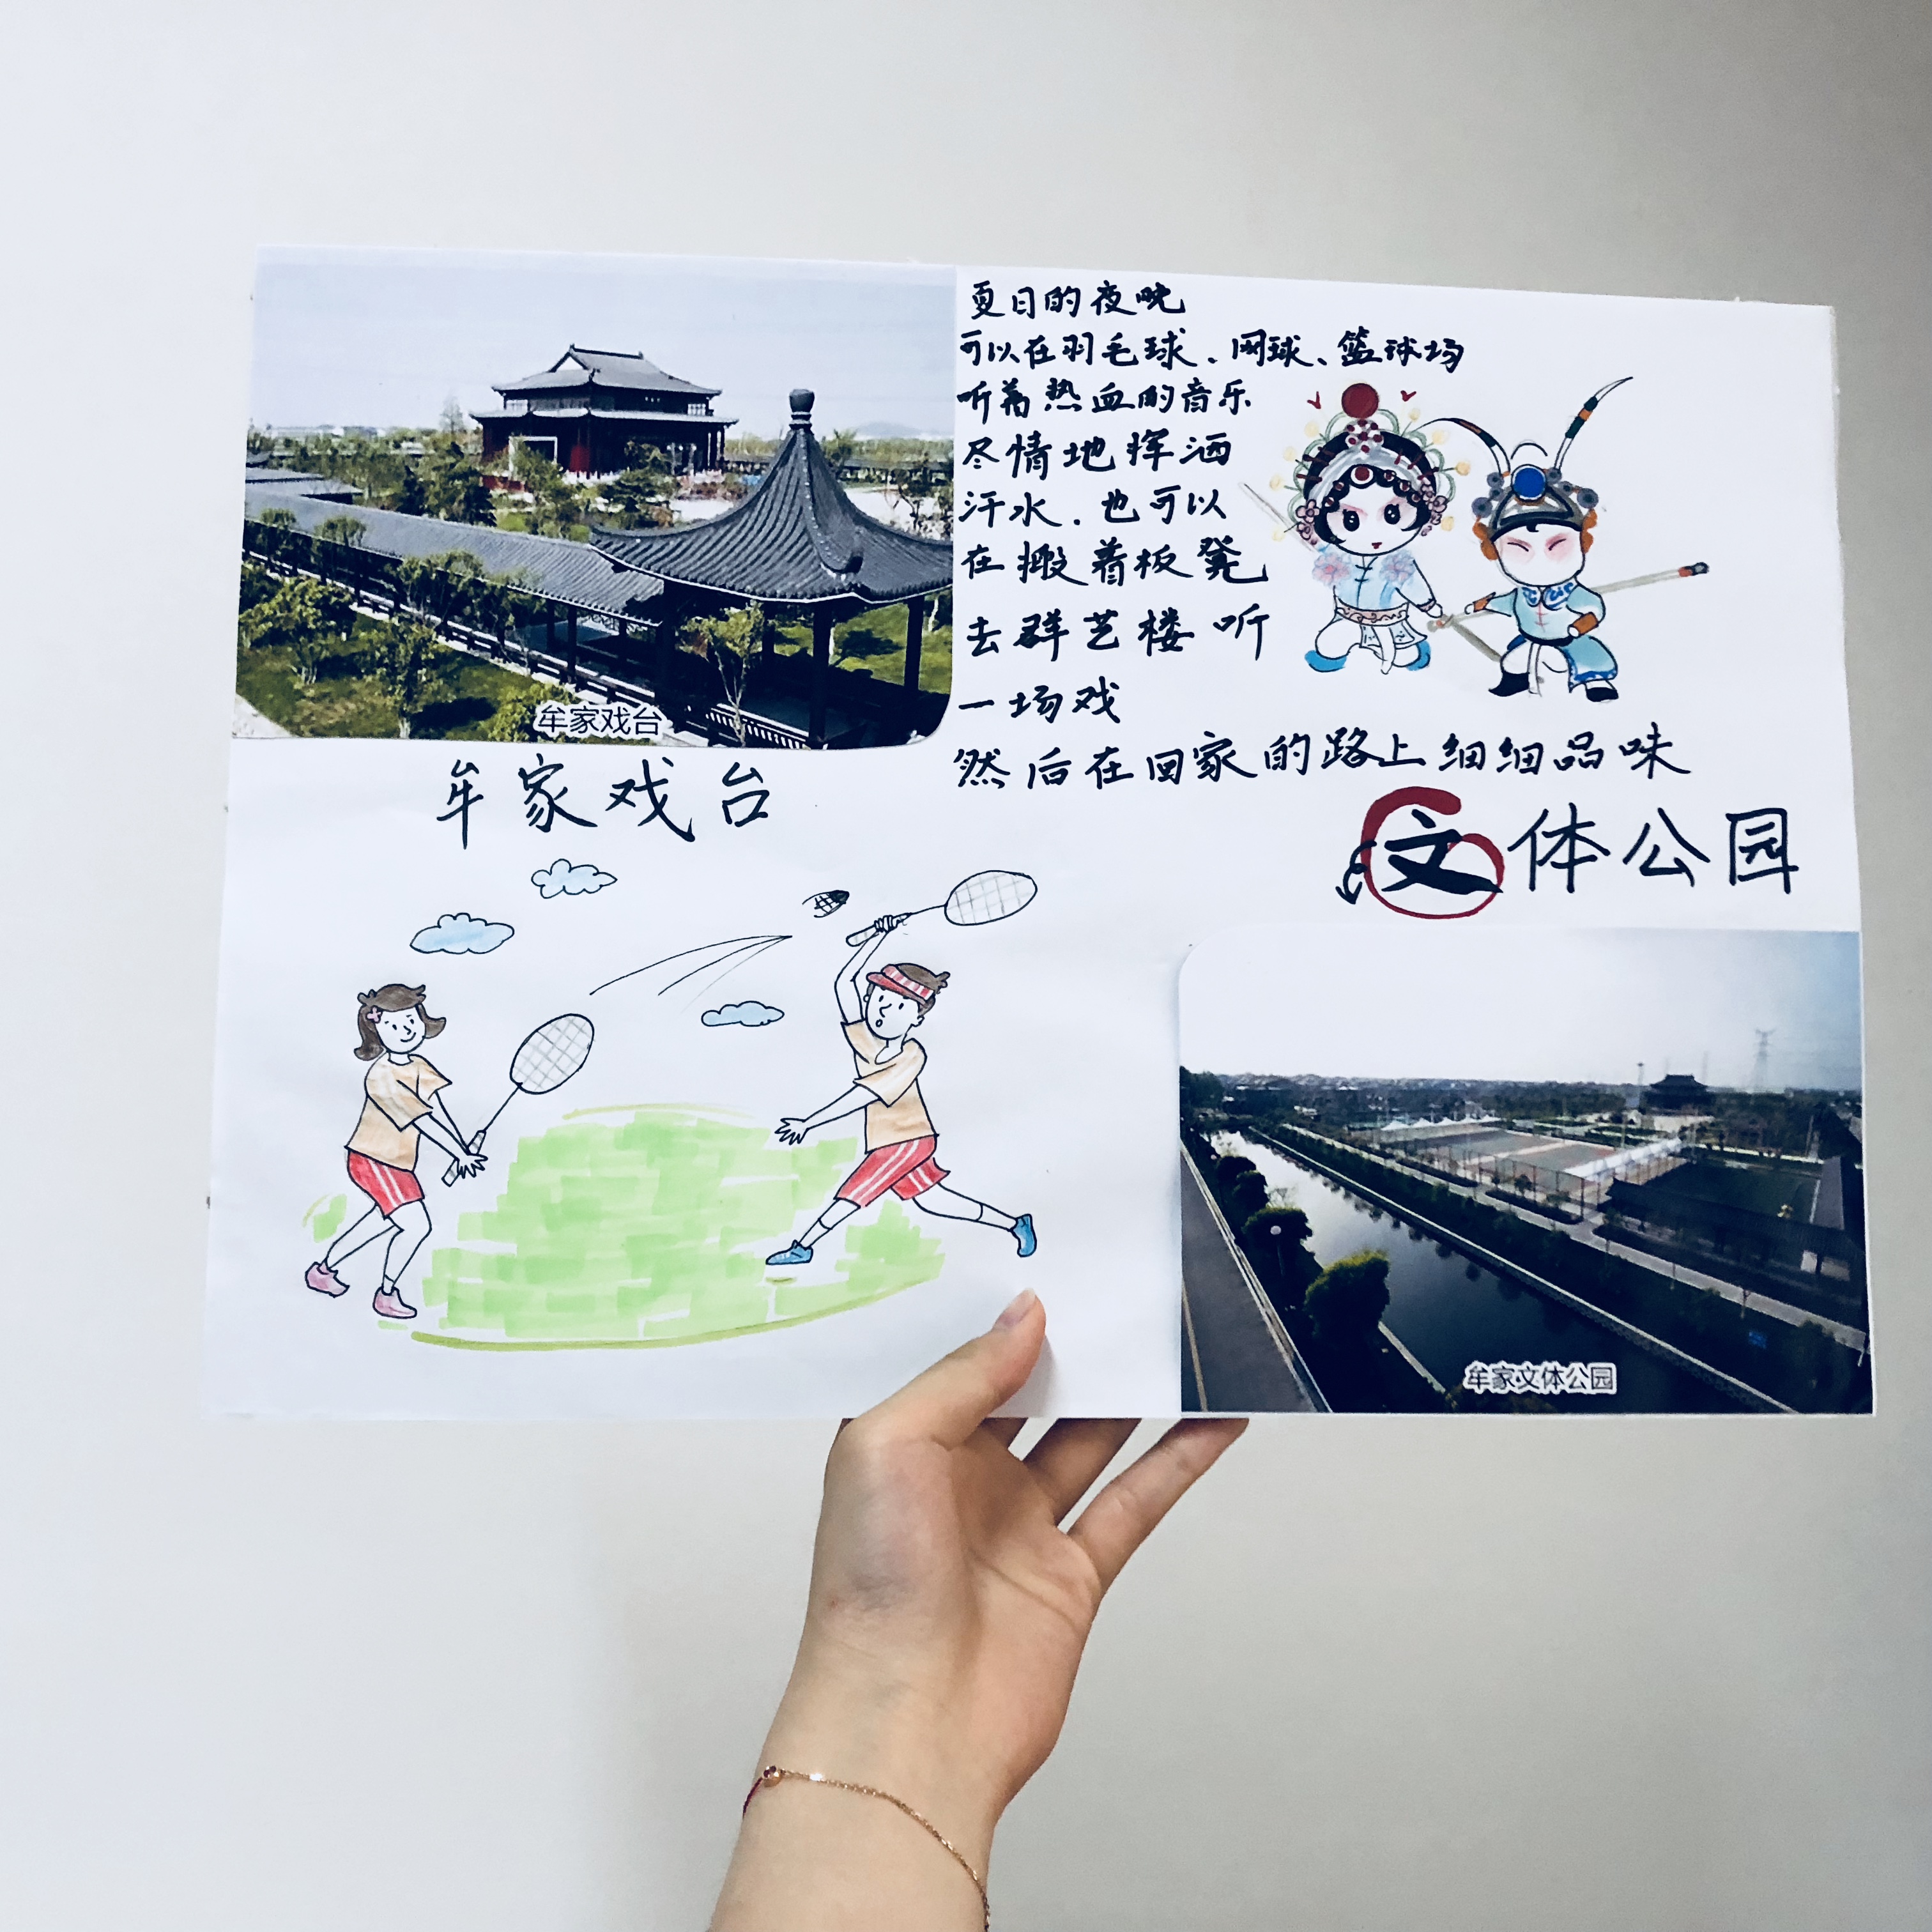 牟家戏台
牟家戏台
夏日的夜晚
可以在羽毛球、网球、篮球场
听着热血的音乐
尽情地挥洒
汗水.也可以
在搬着板凳
去群艺楼听
一场戏
然后在回家的路上细细品味
文体公园
牟家文体公园